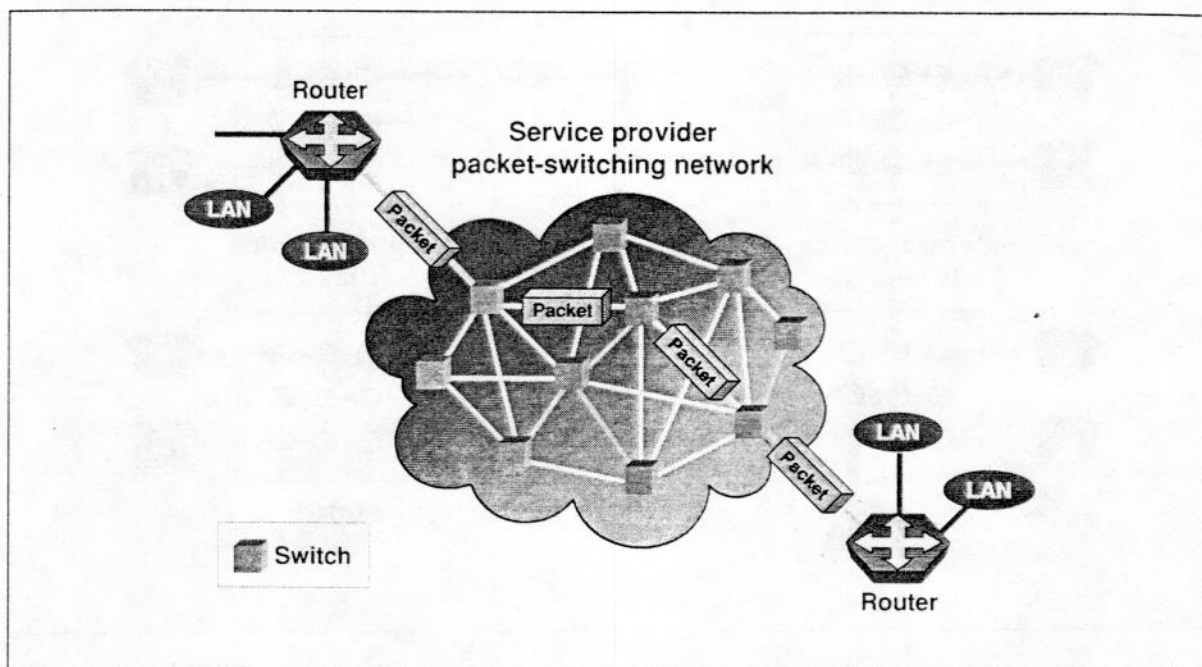 Router
Service provider
packet-switching network
LAN
LAN
Packet
Packet
Packet
LAN
Packet
LAN
Switch
Router